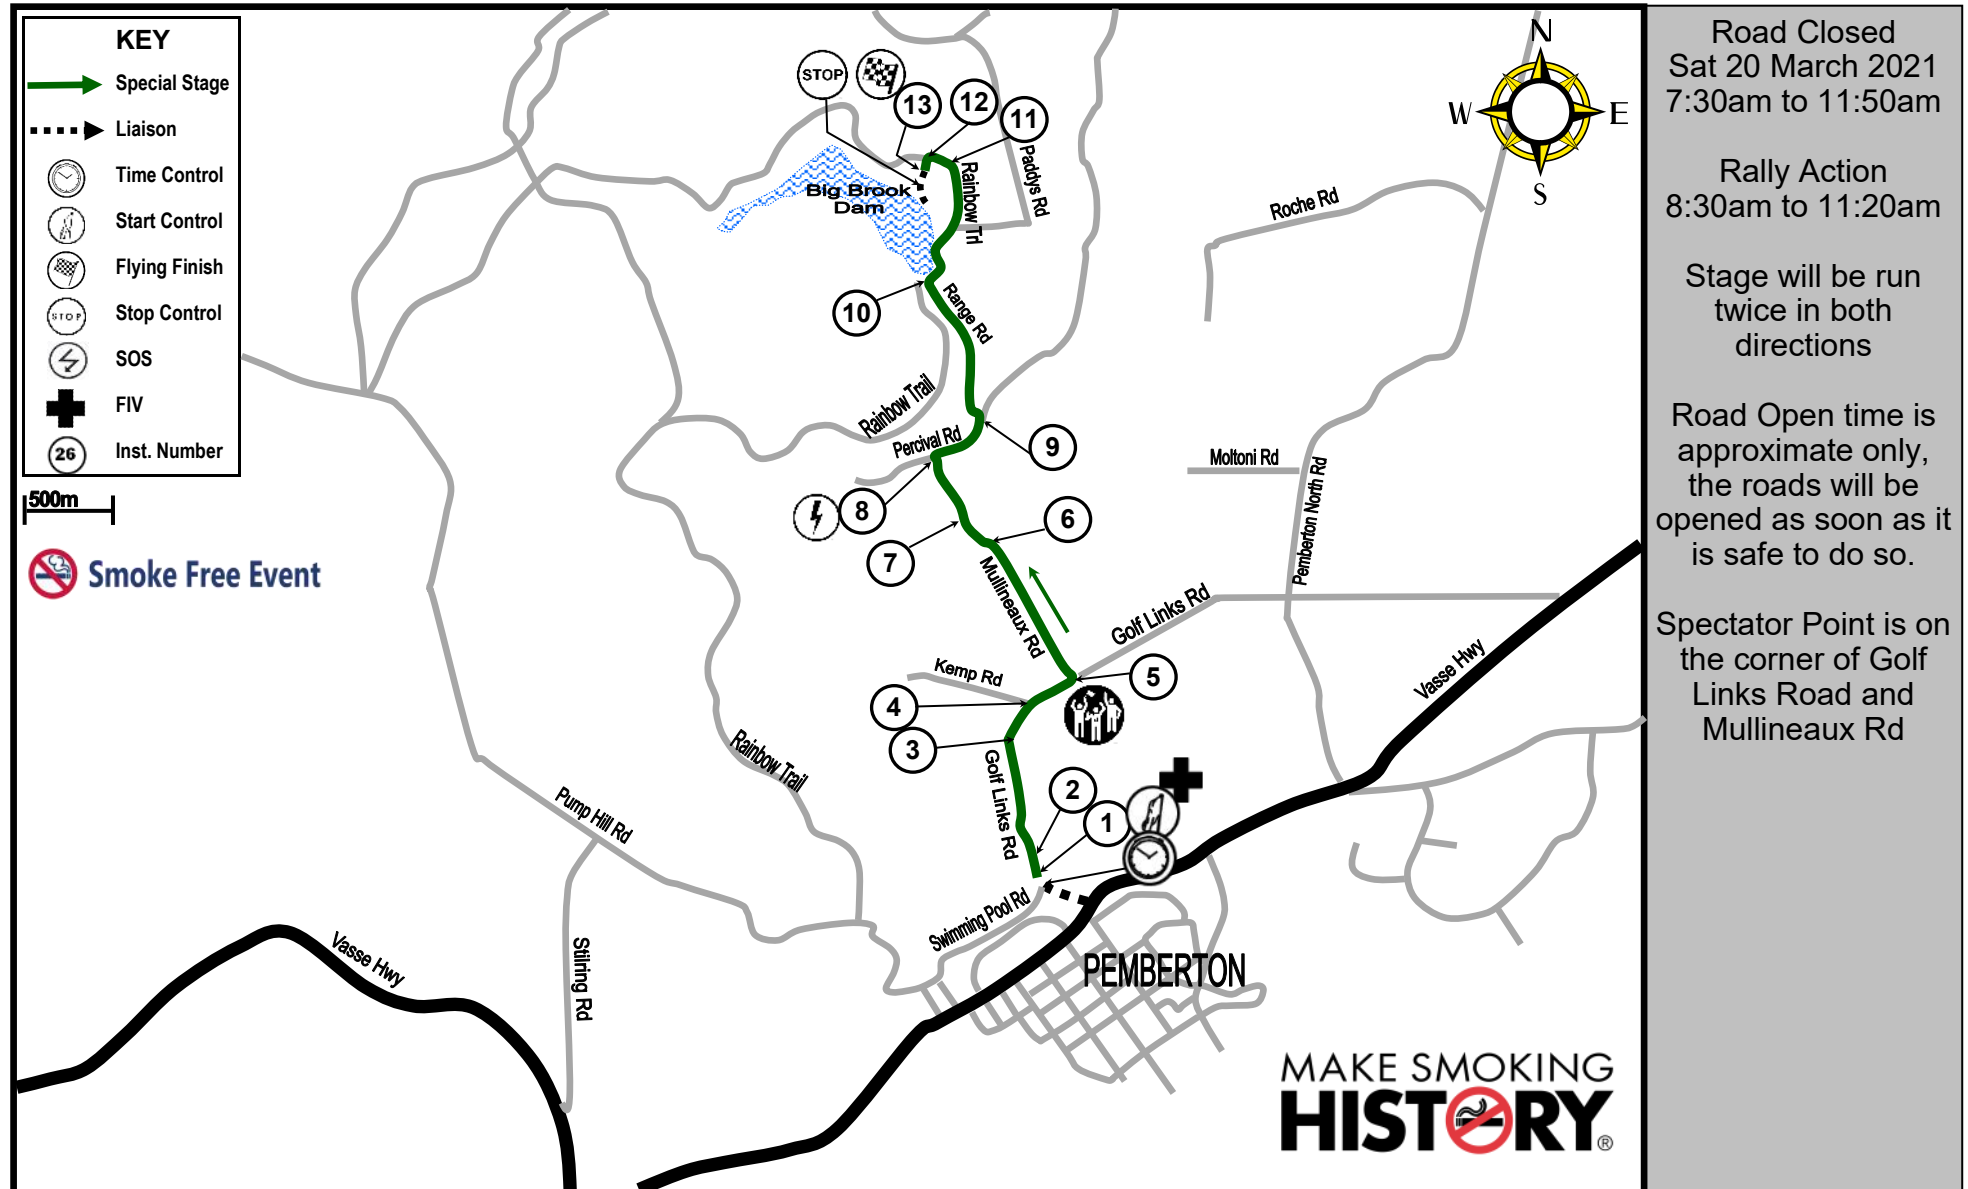 KEY
Special Stage
Liaison
Time Control
Start Control
Flying Finish
STOP
Stop Control
SOS
FIV
26
Inst. Number
500m
Smoke Free Event
STOP
13
12
11
Paddys Rd
Rainbow Trl
Big Brook
Dam
10
Range Rd
Rainbow Trail
Percival Rd
9
8
7
6
Mullineaux Rd
Golf Links Rd
Kemp Rd
5
4
3
Golf Links Rd
2
1
Swimming Pool Rd
Rainbow Trail
Pump Hill Rd
Stilring Rd
Vasse Hwy
PEMBERTON
Vasse Hwy
Pemberton North Rd
Moltoni Rd
Roche Rd
N
W
E
S
MAKE SMOKING
HISTORY®
Road Closed
Sat 20 March 2021
7:30am to 11:50am
Rally Action
8:30am to 11:20am
Stage will be run
twice in both
directions
Road Open time is
approximate only,
the roads will be
opened as soon as it
is safe to do so.
Spectator Point is on
the corner of Golf
Links Road and
Mullineaux Rd